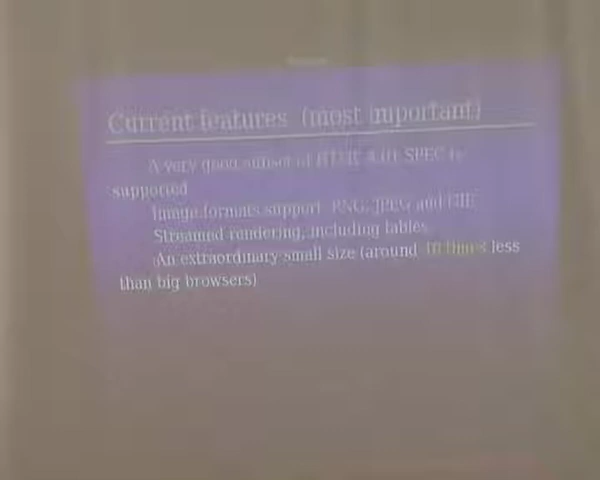 Current features (most important)
A very good subset of HTML 4.01 SPEC is
supported
Image formats support PNG, JPEG and GIF
Streamed rendering, including tables
An extraordinary small size (around 10 times less
than big browsers)